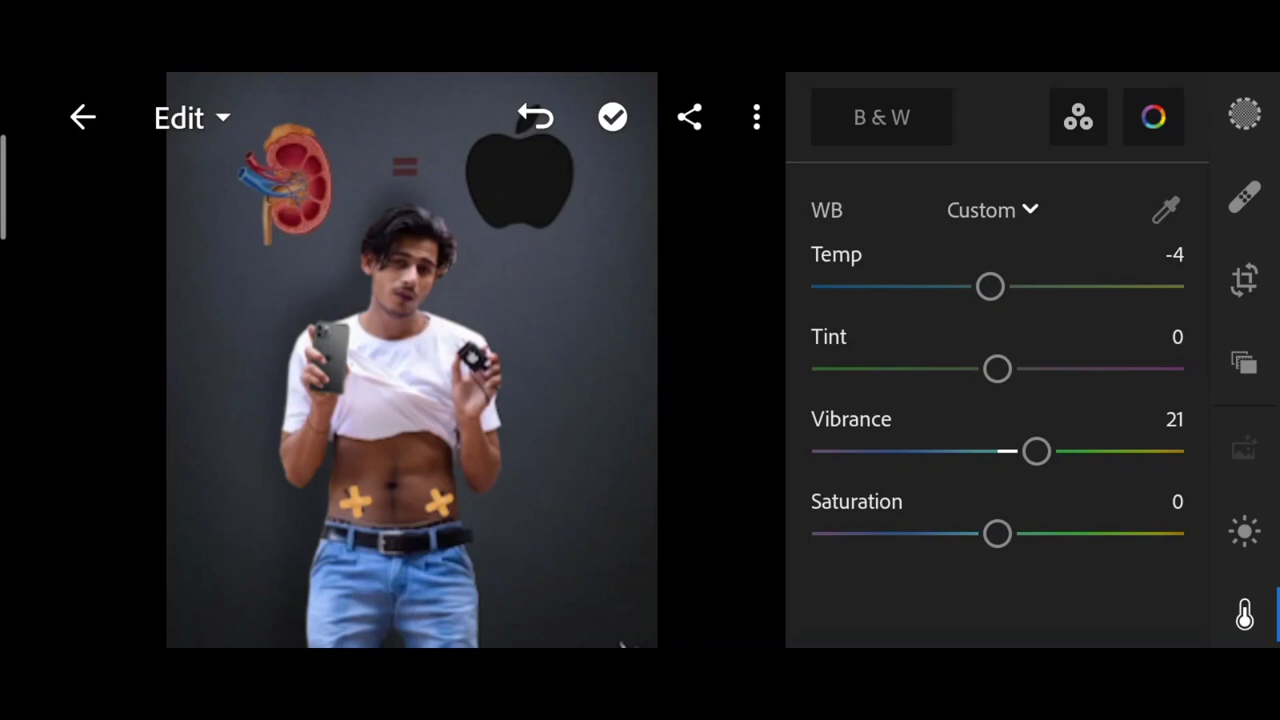 Edit
B & W
WB
Custom
Temp
-4
Tint
0
Vibrance
21
Saturation
0